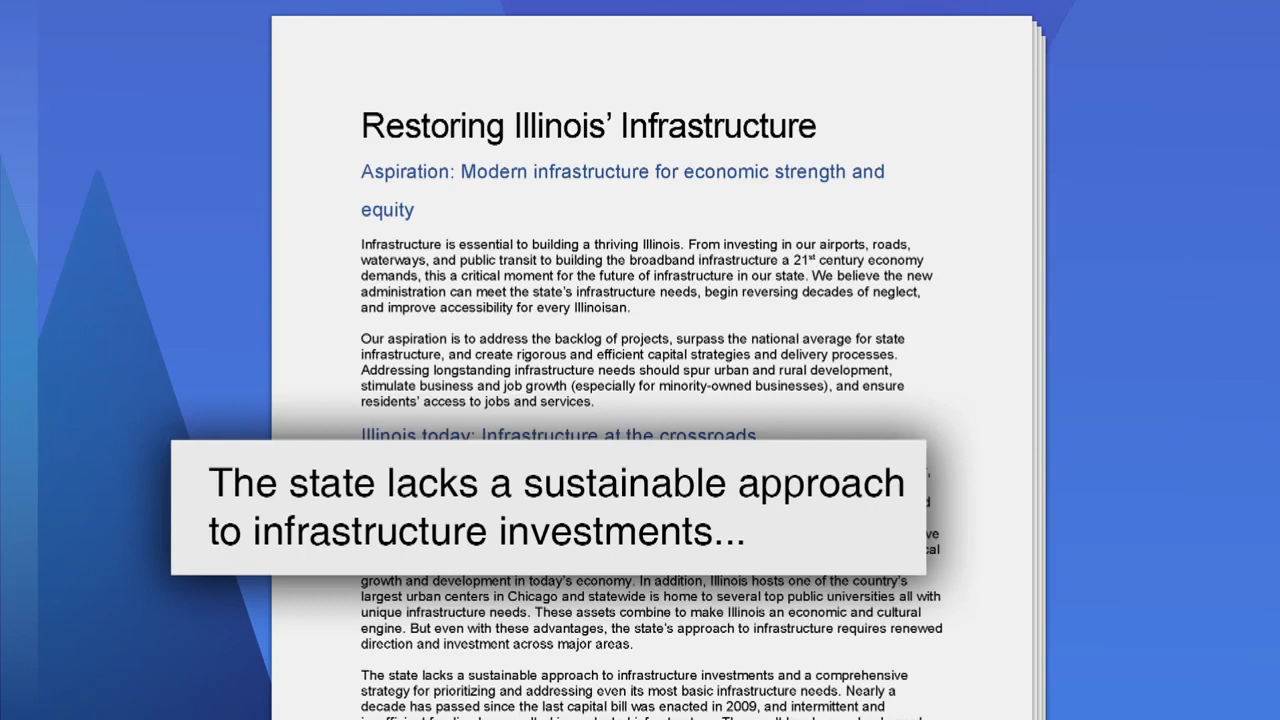 Restoring Illinois’ Infrastructure
Aspiration: Modern infrastructure for economic strength and
equity
Infrastructure is essential to building a thriving Illinois. From investing in our airports, roads,
waterways, and public transit to building the broadband infrastructure a 21st century economy
demands, this a critical moment for the future of infrastructure in our state. We believe the new
administration can meet the state’s infrastructure needs, begin reversing decades of neglect,
and improve accessibility for every Illinoisan.
Our aspiration is to address the backlog of projects, surpass the national average for state
infrastructure, and create rigorous and efficient capital strategies and delivery processes.
Addressing longstanding infrastructure needs should spur urban and rural development,
stimulate business and job growth (especially for minority-owned businesses), and ensure
residents’ access to jobs and services.
Illinois today: Infrastructure at the crossroads
The state lacks a sustainable approach
to infrastructure investments...
growth and development in today’s economy. In addition, Illinois hosts one of the country’s
largest urban centers in Chicago and statewide is home to several top public universities all with
unique infrastructure needs. These assets combine to make Illinois an economic and cultural
engine. But even with these advantages, the state’s approach to infrastructure requires renewed
direction and investment across major areas.
The state lacks a sustainable approach to infrastructure investments and a comprehensive
strategy for prioritizing and addressing even its most basic infrastructure needs. Nearly a
decade has passed since the last capital bill was enacted in 2009, and intermittent and